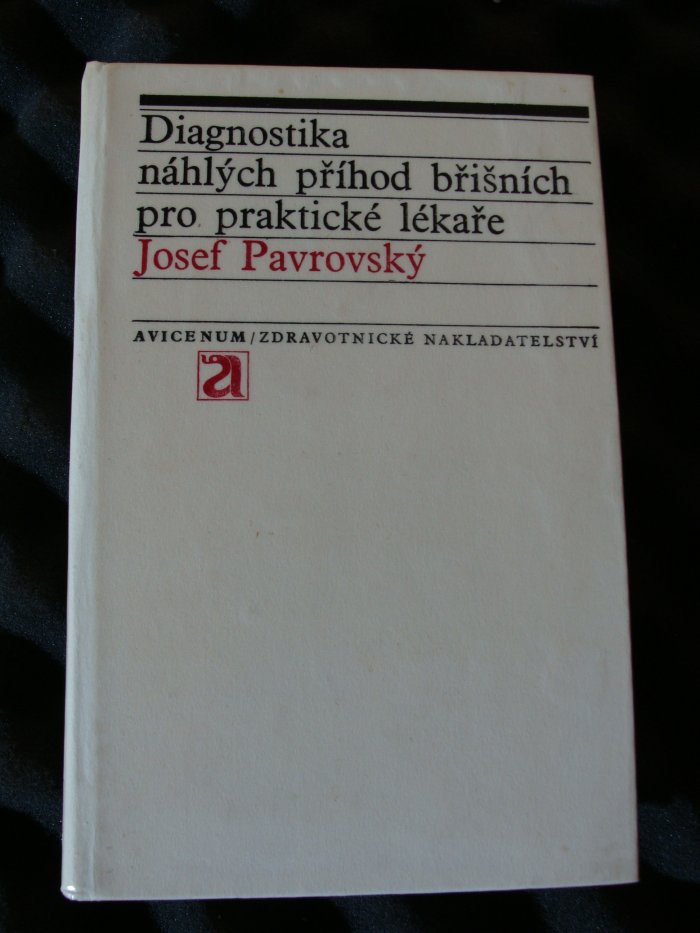 Diagnostika
náhlých příhod břišních
pro praktické lékaře
Josef Pavrovský
AVICENUM/ZDRAVOTNICKÉ NAKLADATELSTVÍ
a